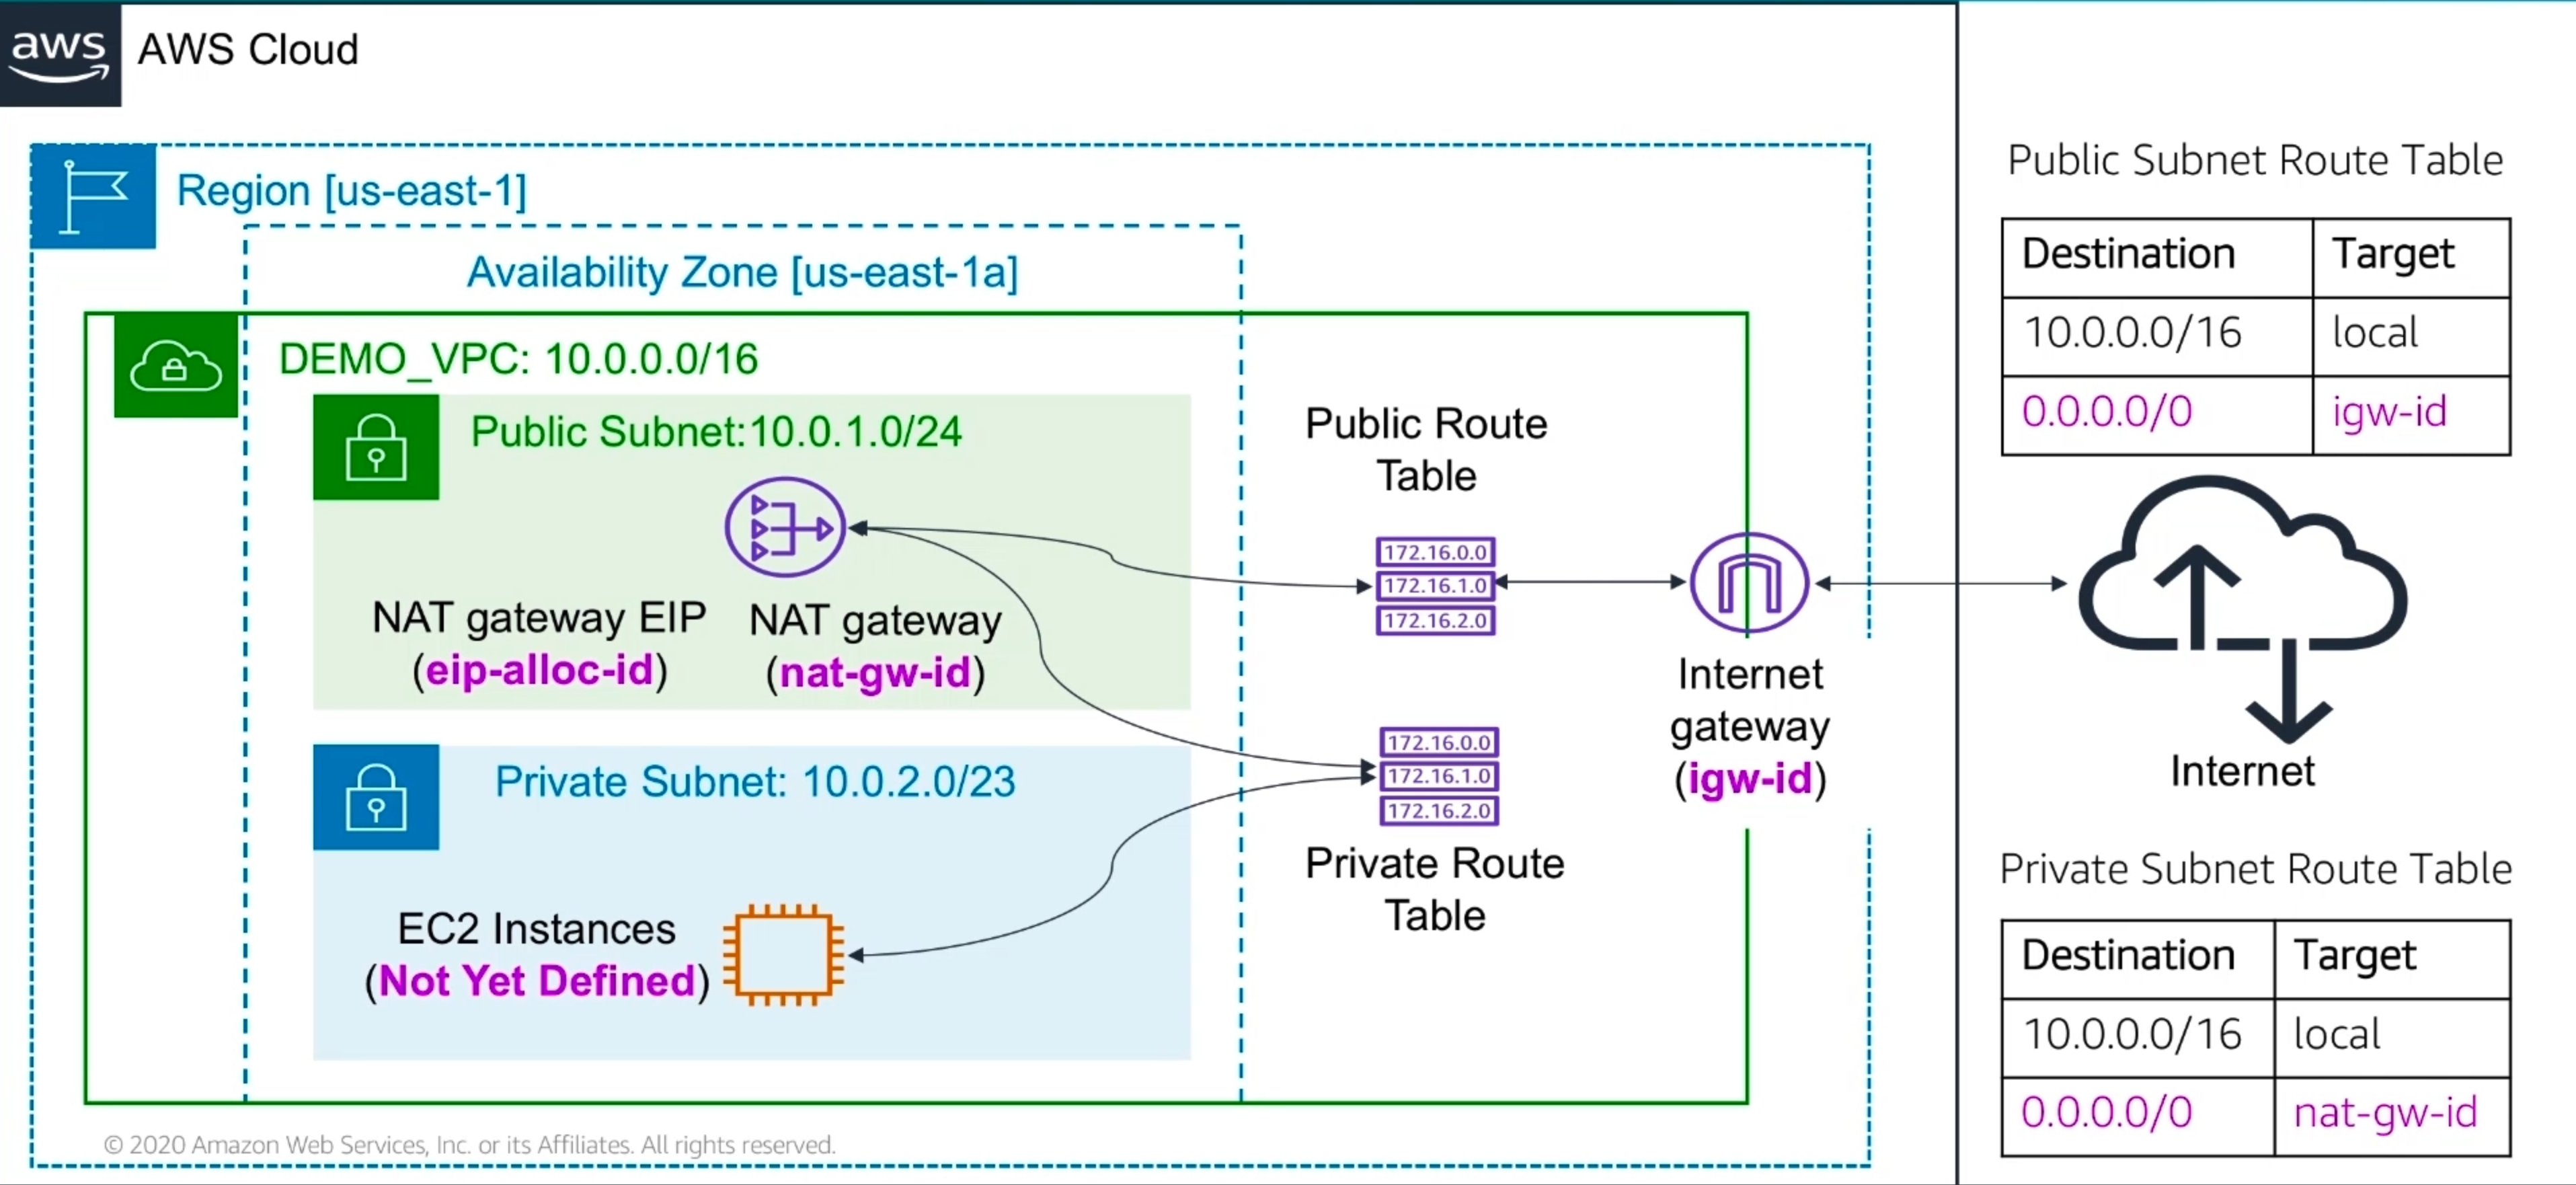 aws
AWS Cloud
Region [us-east-1]
Availability Zone [us-east-1a]
DEMO_VPC: 10.0.0.0/16
Public Subnet:10.0.1.0/24
NAT gateway EIP
(eip-alloc-id)
NAT gateway
(nat-gw-id)
Private Subnet: 10.0.2.0/23
EC2 Instances
(Not Yet Defined)
Public Route
Table
172.16.0.0
172.16.1.0
172.16.2.0
172.16.0.0
172.16.1.0
172.16.2.0
Private Route
Table
Internet
gateway
(igw-id)
© 2020 Amazon Web Services, Inc. or its Affiliates. All rights reserved.
Public Subnet Route Table
Destination Target
10.0.0.0/16 local
0.0.0.0/0 igw-id
Internet
Private Subnet Route Table
Destination Target
10.0.0.0/16 local
0.0.0.0/0 nat-gw-id